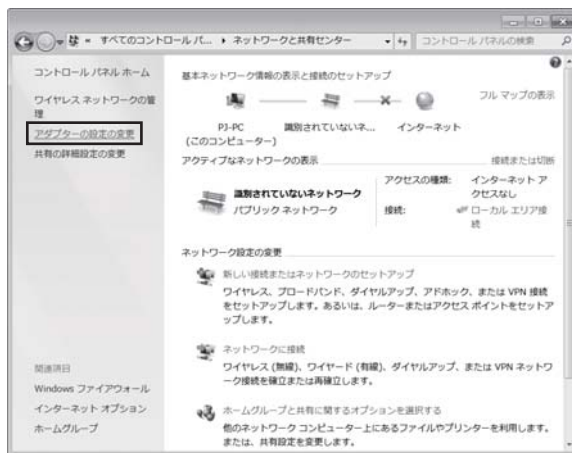 « すべてのコントロール パ... ▸ ネットワークと共有センター
コントロール パネルの検索
コントロール パネル ホーム
ワイヤレス ネットワークの管
理
アダプターの設定の変更
共有の詳細設定の変更
関連項目
Windows ファイアウォール
インターネット オプション
ホームグループ
基本ネットワーク情報の表示と接続のセットアップ
フル マップの表示
PJ-PC
(このコンピューター)
識別されていないネ...
インターネット
アクティブなネットワークの表示
接続または切断
識別されていないネットワーク
パブリック ネットワーク
アクセスの種類: インターネット ア
クセスなし
接続: ローカル エリア接
続
ネットワーク設定の変更
新しい接続またはネットワークのセットアップ
ワイヤレス、ブロードバンド、ダイヤルアップ、アドホック、または VPN 接続
をセットアップします。あるいは、ルーターまたはアクセス ポイントをセットア
ップします。
ネットワークに接続
ワイヤレス (無線)、ワイヤード (有線)、ダイヤルアップ、または VPN ネットワ
ーク接続を確立または再確立します。
ホームグループと共有に関するオプションを選択する
他のネットワーク コンピューター上にあるファイルやプリンターを利用します。
または、共有設定を変更します。